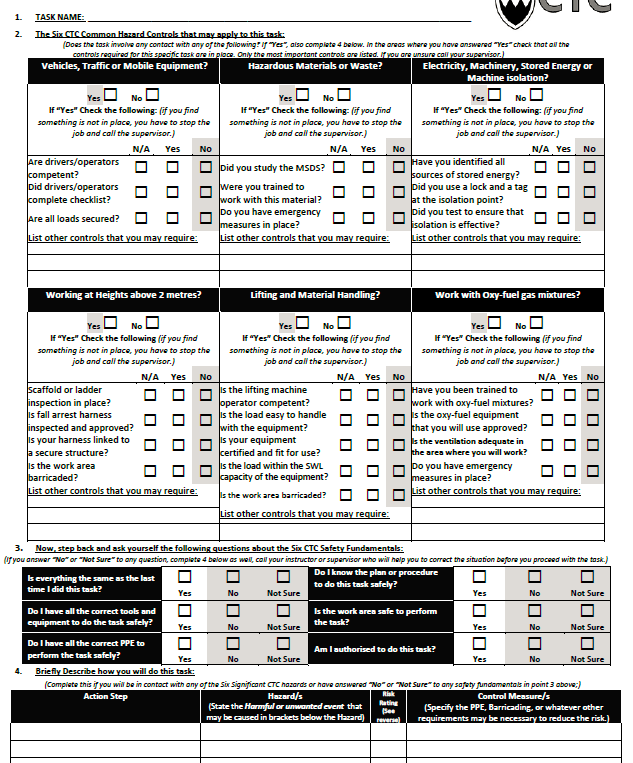 CTC
1. TASK NAME:
2. The Six CTC Common Hazard Controls that may apply to this task:
(Does the task involve any contact with any of the following? If "Yes", also complete 4 below. In the areas where you have answered "Yes" check that all the
controls required for this specific task are in place. Only the most important controls are listed. If you are unsure call your supervisor.)
Vehicles, Traffic or Mobile Equipment?
Yes No
If "Yes" Check the following: (if you find
something is not in place, you have to stop the
job and call the supervisor.)
N/A Yes No
Are drivers/operators
competent?
Did drivers/operators
complete checklist?
Are all loads secured?
List other controls that you may require:
Hazardous Materials or Waste?
Yes No
If "Yes" Check the following: (if you find
something is not in place, you have to stop the
job and call the supervisor.)
N/A Yes No
Did you study the MSDS?
Were you trained to
work with this material?
Do you have emergency
measures in place?
List other controls that you may require:
Electricity, Machinery, Stored Energy or
Machine isolation?
Yes No
If "Yes" Check the following: (if you find
something is not in place, you have to stop the
job and call the supervisor.)
N/A Yes No
Have you identified all
sources of stored energy?
Did you use a lock and a tag
at the isolation point?
Did you test to ensure that
isolation is effective?
List other controls that you may require:
Working at Heights above 2 metres?
Yes No
If "Yes" Check the following (if you find
something is not in place, you have to stop the
job and call the supervisor.)
N/A Yes No
Scaffold or ladder
inspection in place?
Is fall arrest harness
inspected and approved?
Is your harness linked to
a secure structure?
Is the work area
barricaded?
List other controls that you may require:
Lifting and Material Handling?
Yes No
If "Yes" Check the following (if you find
something is not in place, you have to stop the
job and call the supervisor.)
N/A Yes No
Is the lifting machine
operator competent?
Is the load easy to handle
with the equipment?
Is your equipment
certified and fit for use?
Is the load within the SWL
capacity of the equipment?
Is the work area barricaded?
List other controls that you may require:
Work with Oxy-fuel gas mixtures?
Yes No
If "Yes" Check the following (if you find
something is not in place, you have to stop the
job and call the supervisor.)
N/A Yes No
Have you been trained to
work with oxy-fuel mixtures?
Is the oxy-fuel equipment
that you will use approved?
Is the ventilation adequate in
the area where you will work?
Do you have emergency
measures in place?
List other controls that you may require:
3. Now, step back and ask yourself the following questions about the Six CTC Safety Fundamentals:
(If you answer "No" or "Not Sure" to any question, complete 4 below as well, call your instructor or supervisor who will help you to correct the situation before you proceed with the task.)
Is everything the same as the last
time I did this task?
Yes No Not Sure
Do I know the plan or procedure
to do this task safely?
Yes No Not Sure
Do I have all the correct tools and
equipment to do the task safely?
Yes No Not Sure
Is the work area safe to perform
the task?
Yes No Not Sure
Do I have all the correct PPE to
perform the task safely?
Yes No Not Sure
Am I authorised to do this task?
Yes No Not Sure
4. Briefly Describe how you will do this task:
(Complete this if you will be in contact with any of the Six Significant CTC hazards or have answered "No" or "Not Sure" to any safety fundamentals in point 3 above;)
Action Step
Hazard/s
(State the Harmful or unwanted event that
may be caused in brackets below the Hazard)
Risk
Rating
(See
reverse)
Control Measure/s
(Specify the PPE, Barricading, or whatever other
requirements may be necessary to reduce the risk.)